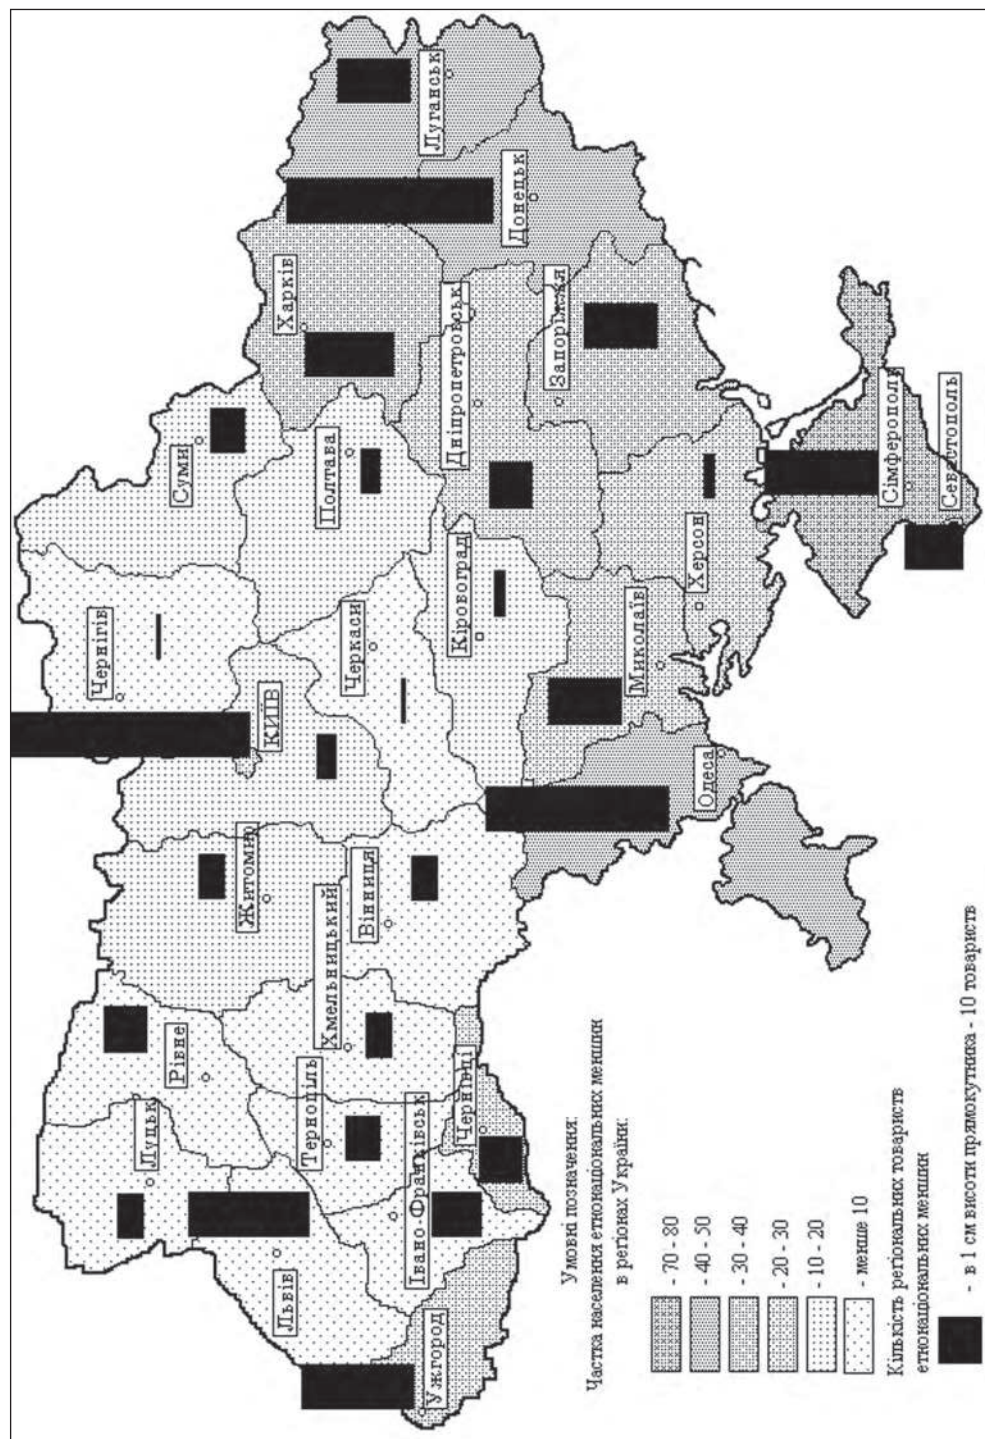 Луцьк
Рівне
Житомир
КИЇВ
Чернігів
Суми
Харків
Луганськ
Львів
Тернопіль
Хмельницький
Вінниця
Черкаси
Полтава
Дніпропетровськ
Донецьк
Ужгород
Івано-Франківськ
Чернівці
Кіровоград
Запоріжжя
Одеса
Миколаїв
Херсон
Сімферополь
Севастополь
Умовні позначення:
Частка населення етнонаціональних меншин
в регіонах України:
- 70 - 80
- 40 - 50
- 30 - 40
- 20 - 30
- 10 - 20
- менше 10
Кількість регіональних товариств
етнонаціональних меншин
- в 1 см висоти прямокутника - 10 товариств